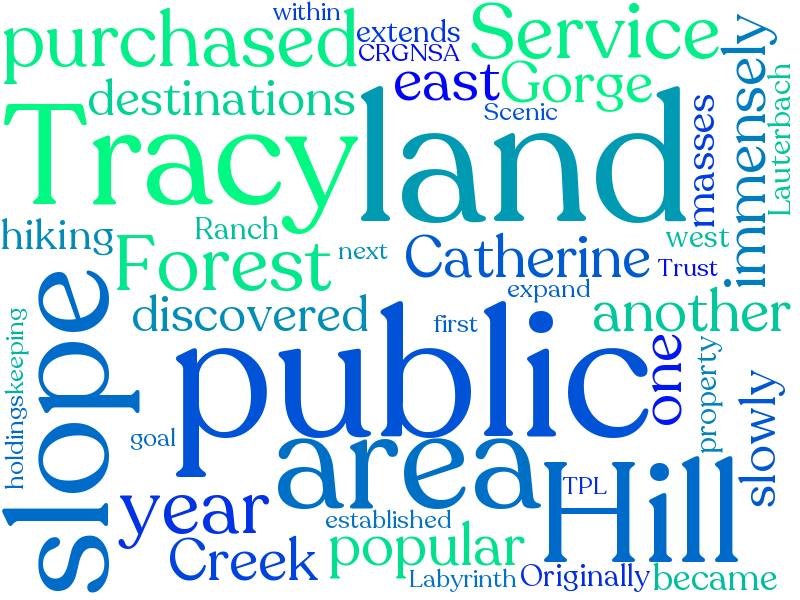 within
purchased
extends
Service
CRGNSA
immensely
east
Gorge
destinations
Lauterbach
Tracy
land
Scenic
masses
hiking
Ranch
west
Forest
next
Catherine
Trust
slope
expand
discovered
first
another
public
holdings
keeping
one
property
slowly
goal
area
Hill
TPL
year
established
popular
Creek
Labyrinth
Originally
became